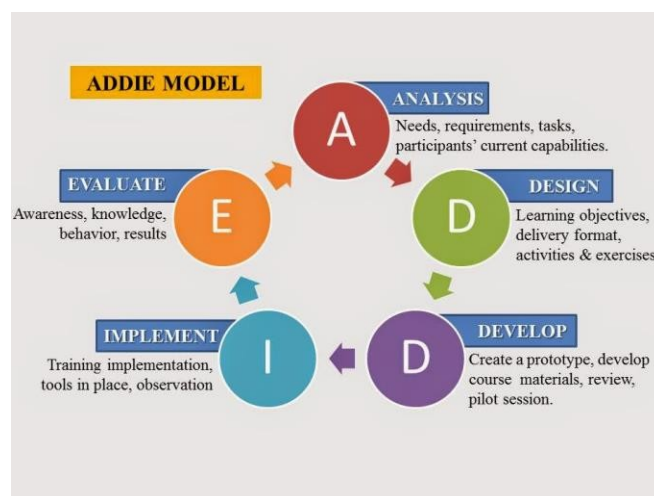 ADDIE MODEL
A
ANALYSIS
Needs, requirements, tasks,
participants' current capabilities.
D
DESIGN
Learning objectives,
delivery format,
activities & exercises
D
DEVELOP
Create a prototype, develop
course materials, review,
pilot session.
I
IMPLEMENT
Training implementation,
tools in place, observation
E
EVALUATE
Awareness, knowledge,
behavior, results